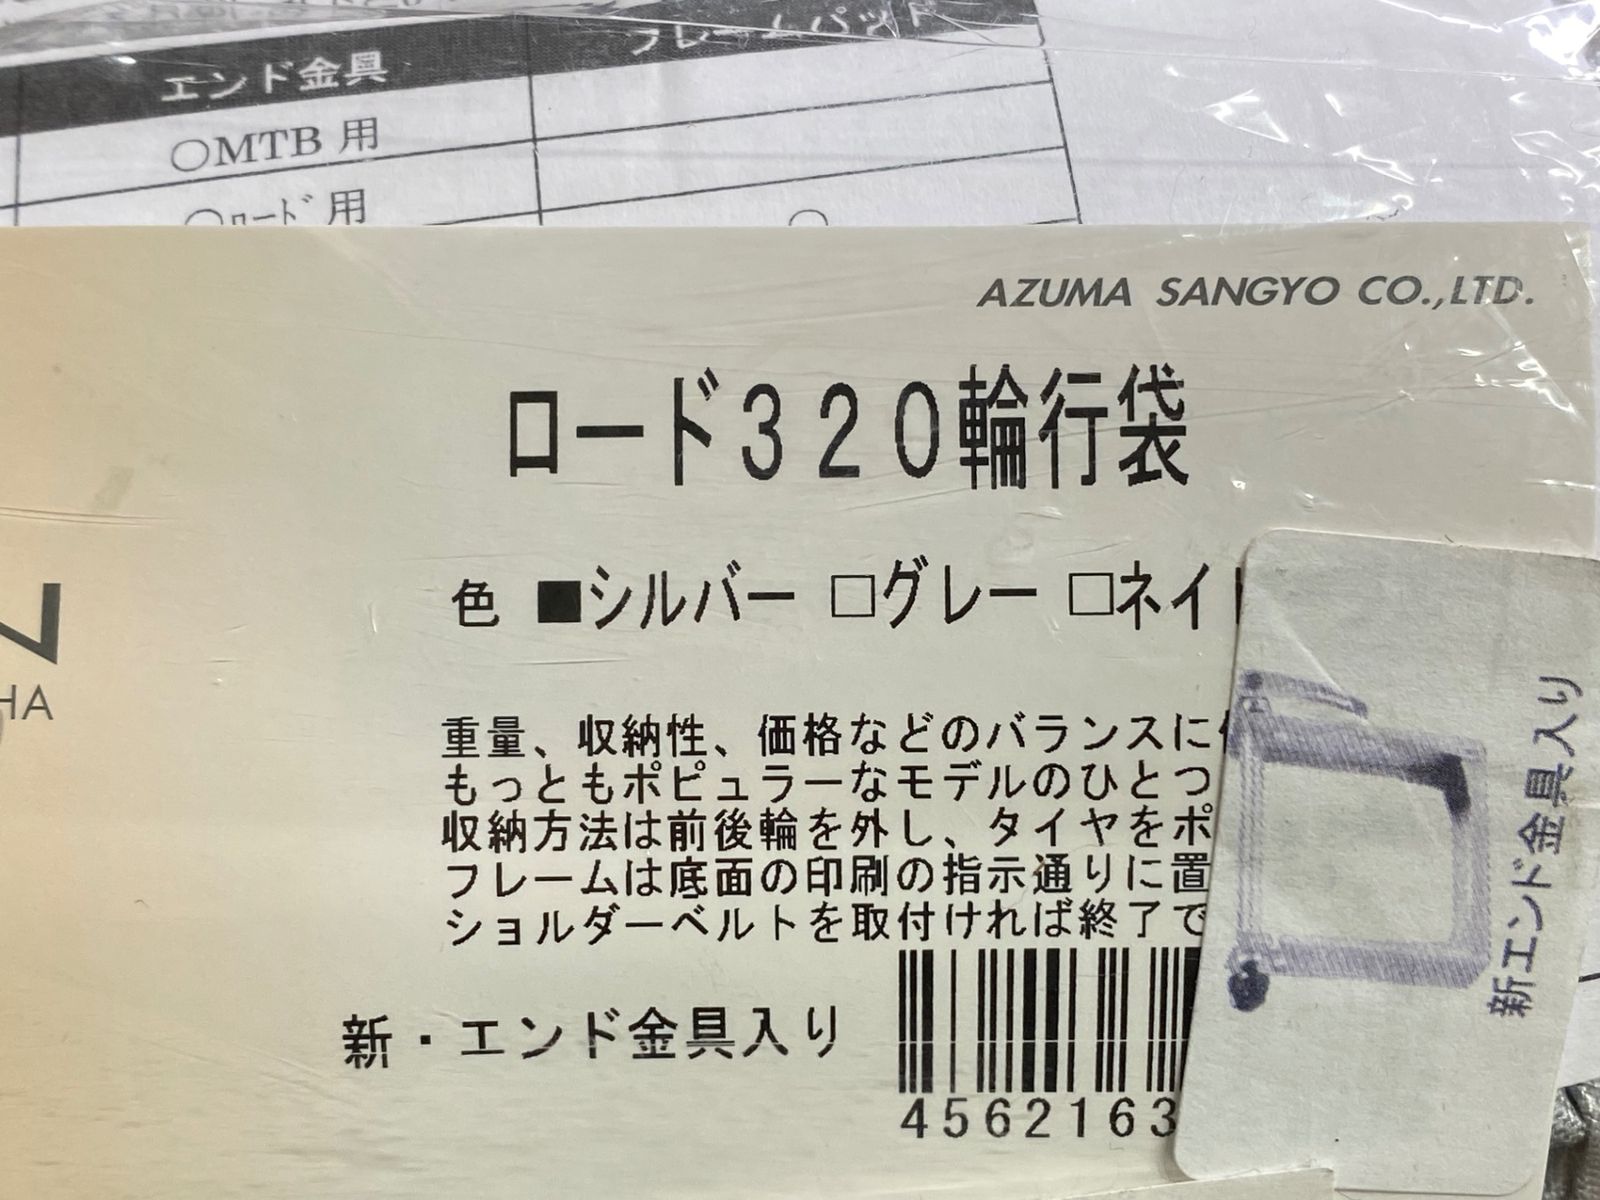 エンド金具
フレームパット
○MTB 用
○ロード用
○
AZUMA SANGYO CO.,LTD.
ロード320輪行袋
色 ■シルバー □グレー □ネイ
HA
重量、収納性、価格などのバランスに
もっともポピュラーなモデルのひとつ
収納方法は前後輪を外し、タイヤをポ
フレームは底面の印刷の指示通りに置
ショルダーベルトを取付ければ終了で
新・エンド金具入り
4562163
新エンド金具入り